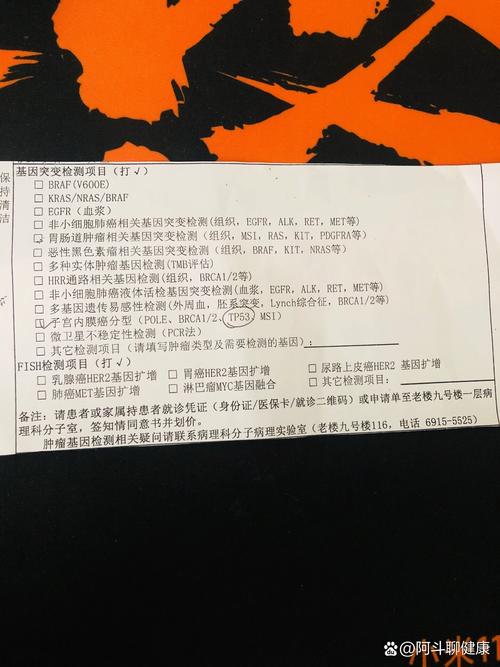 保持清洁
基因突变检测项目（打√）
□ BRAF(V600E)
□ KRAS/NRAS/BRAF
□ EGFR（血浆）
□ 非小细胞肺癌相关基因突变检测(组织，EGFR, ALK, RET, MET等)
□ 胃肠道肿瘤相关基因突变检测（组织，MSI, RAS, KIT, PDGFRA等）
□ 恶性黑色素瘤相关基因突变检测（组织，BRAF, KIT, NRAS等）
□ 多种实体肿瘤基因检测(TMB评估)
□ HRR通路相关基因检测(组织，BRCA1/2等)
□ 非小细胞肺癌液体活检基因突变检测(血浆，EGFR, ALK, RET, MET等)
□ 多基因遗传易感性检测(外周血，胚系突变，Lynch综合征，BRCA1/2等)
☑ 子宫内膜癌分型（POLE、BRCA1/2、TP53、MSI）
□ 微卫星不稳定性检测（PCR法）
□ 其它检测项目（请填写肿瘤类型及需要检测的基因）：
FISH检测项目（打√）
□ 乳腺癌HER2基因扩增 □ 胃癌HER2基因扩增 □ 尿路上皮癌HER2 基因扩增
□ 肺癌MET基因扩增 □ 淋巴瘤MYC基因融合 □ 其它检测项目：
备注：请患者或家属持患者就诊凭证（身份证/医保卡/就诊二维码）或申请单至老楼九号楼一层病
理科分子室，签知情同意书并划价。
肿瘤基因检测相关疑问请联系病理科分子病理实验室（老楼九号楼116，电话 6915-5525）
小米11
@阿斗聊健康